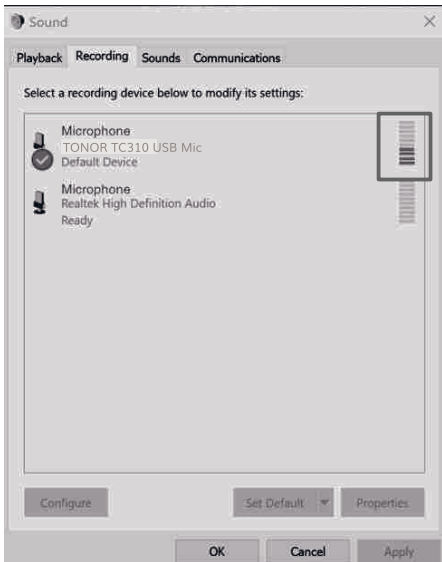 Sound
Playback Recording Sounds Communications
Select a recording device below to modify its settings:
Microphone
TONOR TC310 USB Mic
Default Device
Microphone
Realtek High Definition Audio
Ready
Configure Set Default Properties
OK Cancel Apply